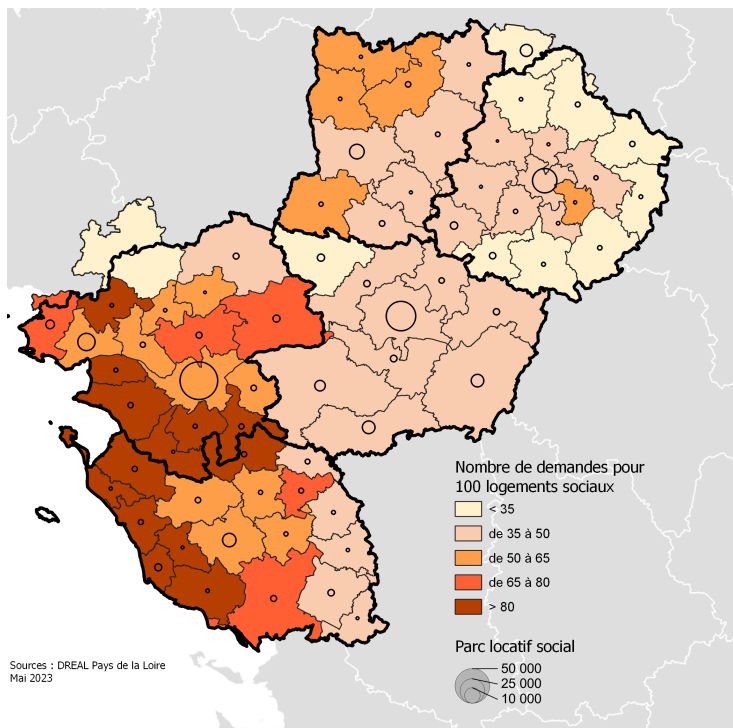 Nombre de demandes pour
100 logements sociaux
< 35
de 35 à 50
de 50 à 65
de 65 à 80
> 80
Parc locatif social
50 000
25 000
10 000
Sources : DREAL Pays de la Loire
Mai 2023